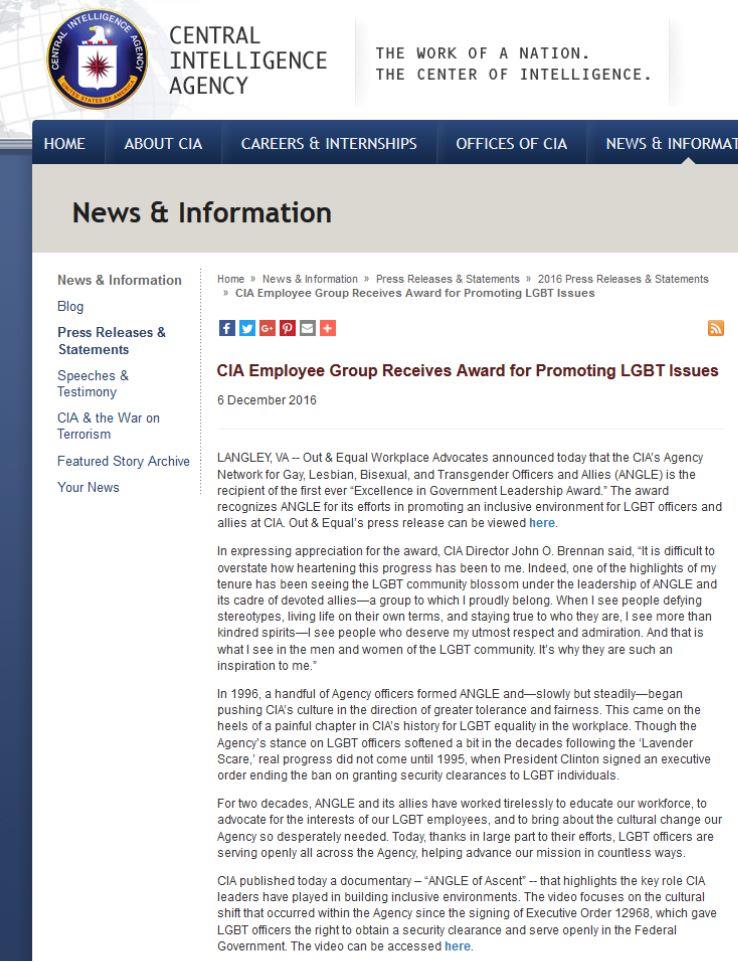 CENTRAL INTELLIGENCE AGENCY
UNITED STATES OF AMERICA
CENTRAL
INTELLIGENCE
AGENCY
THE WORK OF A NATION.
THE CENTER OF INTELLIGENCE.
HOME ABOUT CIA CAREERS & INTERNSHIPS OFFICES OF CIA NEWS & INFORMAT
News & Information
News & Information
Blog
Press Releases &
Statements
Speeches &
Testimony
CIA & the War on
Terrorism
Featured Story Archive
Your News
Home » News & Information » Press Releases & Statements » 2016 Press Releases & Statements
» CIA Employee Group Receives Award for Promoting LGBT Issues
CIA Employee Group Receives Award for Promoting LGBT Issues
6 December 2016
LANGLEY, VA -- Out & Equal Workplace Advocates announced today that the CIA's Agency
Network for Gay, Lesbian, Bisexual, and Transgender Officers and Allies (ANGLE) is the
recipient of the first ever “Excellence in Government Leadership Award.” The award
recognizes ANGLE for its efforts in promoting an inclusive environment for LGBT officers and
allies at CIA. Out & Equal's press release can be viewed here.
In expressing appreciation for the award, CIA Director John O. Brennan said, “It is difficult to
overstate how heartening this progress has been to me. Indeed, one of the highlights of my
tenure has been seeing the LGBT community blossom under the leadership of ANGLE and
its cadre of devoted allies—a group to which I proudly belong. When I see people defying
stereotypes, living life on their own terms, and staying true to who they are, I see more than
kindred spirits—I see people who deserve my utmost respect and admiration. And that is
what I see in the men and women of the LGBT community. It's why they are such an
inspiration to me.”
In 1996, a handful of Agency officers formed ANGLE and—slowly but steadily—began
pushing CIA's culture in the direction of greater tolerance and fairness. This came on the
heels of a painful chapter in CIA's history for LGBT equality in the workplace. Though the
Agency's stance on LGBT officers softened a bit in the decades following the ‘Lavender
Scare,’ real progress did not come until 1995, when President Clinton signed an executive
order ending the ban on granting security clearances to LGBT individuals.
For two decades, ANGLE and its allies have worked tirelessly to educate our workforce, to
advocate for the interests of our LGBT employees, and to bring about the cultural change our
Agency so desperately needed. Today, thanks in large part to their efforts, LGBT officers are
serving openly all across the Agency, helping advance our mission in countless ways.
CIA published today a documentary – “ANGLE of Ascent” -- that highlights the key role CIA
leaders have played in building inclusive environments. The video focuses on the cultural
shift that occurred within the Agency since the signing of Executive Order 12968, which gave
LGBT officers the right to obtain a security clearance and serve openly in the Federal
Government. The video can be accessed here.